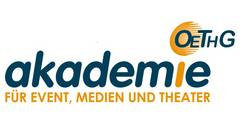 OETHG
akademie
FÜR EVENT, MEDIEN UND THEATER